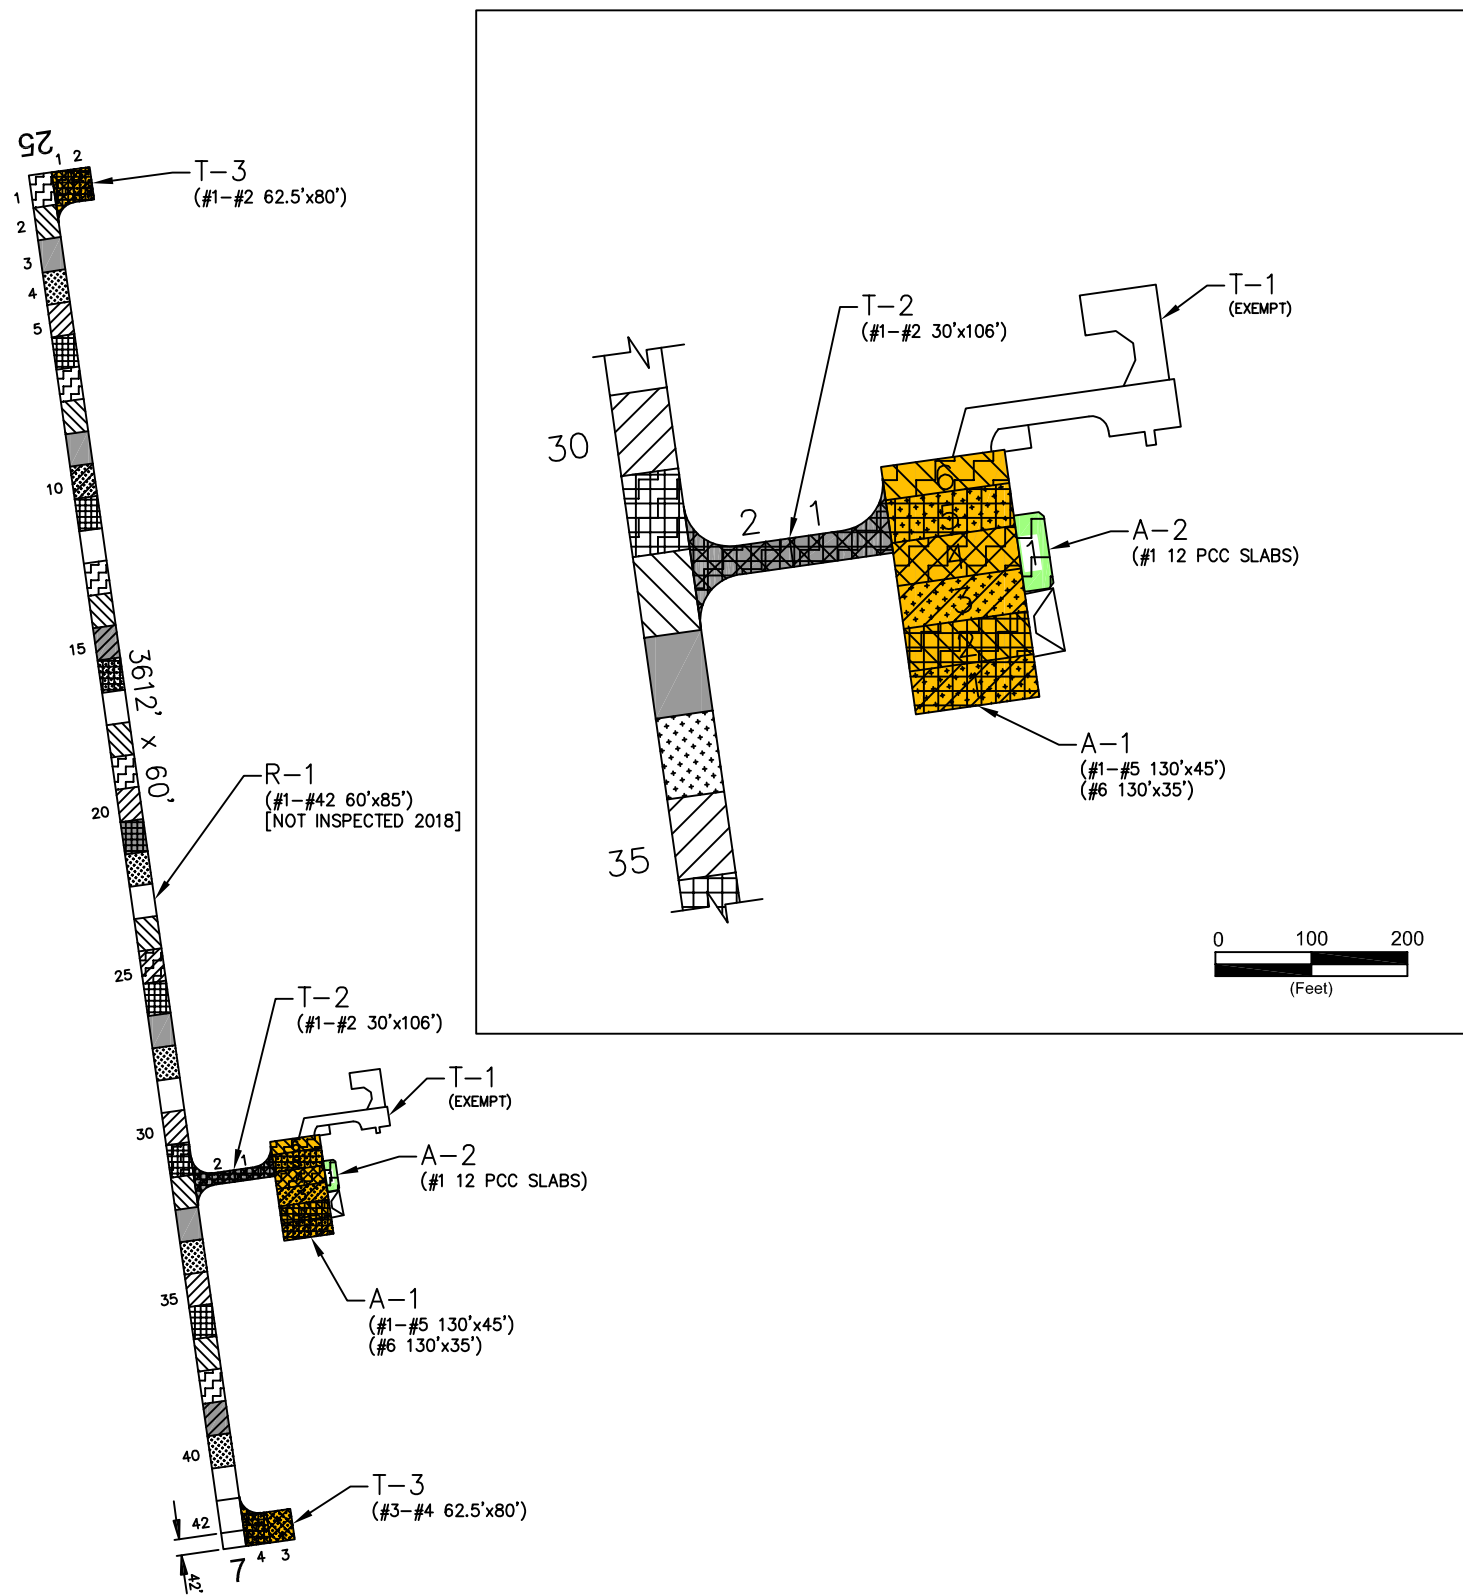 25
1 2
T-3
(#1-#2 62.5'x80')
1
2
3
4
5
10
15
3612' x 60'
R-1
(#1-#42 60'x85')
[NOT INSPECTED 2018]
20
25
T-2
(#1-#2 30'x106')
T-1
(EXEMPT)
30
2 1
6
1
A-2
(#1 12 PCC SLABS)
35
A-1
(#1-#5 130'x45')
(#6 130'x35')
40
T-3
(#3-#4 62.5'x80')
42
42'
7
4 3
T-1
(EXEMPT)
T-2
(#1-#2 30'x106')
30
2 1
6
5
4
3
2
1
A-2
(#1 12 PCC SLABS)
A-1
(#1-#5 130'x45')
(#6 130'x35')
35
0 100 200
(Feet)